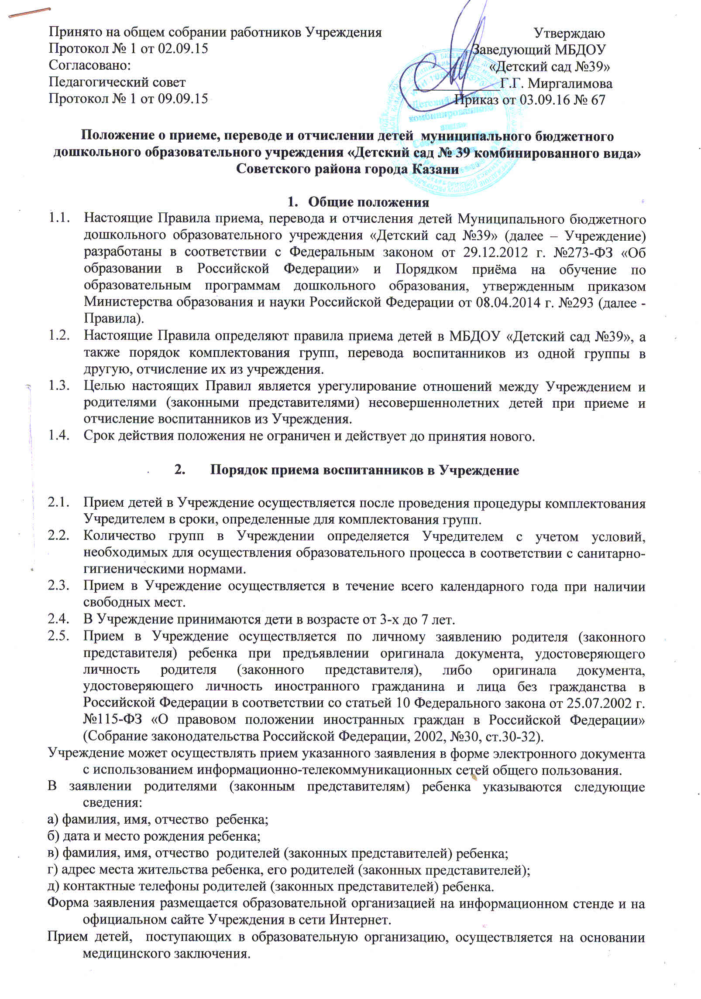 Принято на общем собрании работников Учреждения
Протокол № 1 от 02.09.15
Согласовано:
Педагогический совет
Протокол № 1 от 09.09.15
Утверждаю
Заведующий МБДОУ
«Детский сад №39»
______________Г.Г. Миргалимова
Приказ от 03.09.16 № 67
Положение о приеме, переводе и отчислении детей муниципального бюджетного
дошкольного образовательного учреждения «Детский сад № 39 комбинированного вида»
Советского района города Казани
1. Общие положения
1.1. Настоящие Правила приема, перевода и отчисления детей Муниципального бюджетного
дошкольного образовательного учреждения «Детский сад №39» (далее – Учреждение)
разработаны в соответствии с Федеральным законом от 29.12.2012 г. №273-ФЗ «Об
образовании в Российской Федерации» и Порядком приёма на обучение по
образовательным программам дошкольного образования, утвержденным приказом
Министерства образования и науки Российской Федерации от 08.04.2014 г. №293 (далее -
Правила).
1.2. Настоящие Правила определяют правила приема детей в МБДОУ «Детский сад №39», а
также порядок комплектования групп, перевода воспитанников из одной группы в
другую, отчисление их из учреждения.
1.3. Целью настоящих Правил является урегулирование отношений между Учреждением и
родителями (законными представителями) несовершеннолетних детей при приеме и
отчисление воспитанников из Учреждения.
1.4. Срок действия положения не ограничен и действует до принятия нового.
2. Порядок приема воспитанников в Учреждение
2.1. Прием детей в Учреждение осуществляется после проведения процедуры комплектования
Учредителем в сроки, определенные для комплектования групп.
2.2. Количество групп в Учреждении определяется Учредителем с учетом условий,
необходимых для осуществления образовательного процесса в соответствии с санитарно-
гигиеническими нормами.
2.3. Прием в Учреждение осуществляется в течение всего календарного года при наличии
свободных мест.
2.4. В Учреждение принимаются дети в возрасте от 3-х до 7 лет.
2.5. Прием в Учреждение осуществляется по личному заявлению родителя (законного
представителя) ребенка при предъявлении оригинала документа, удостоверяющего
личность родителя (законного представителя), либо оригинала документа,
удостоверяющего личность иностранного гражданина и лица без гражданства в
Российской Федерации в соответствии со статьей 10 Федерального закона от 25.07.2002 г.
№115-ФЗ «О правовом положении иностранных граждан в Российской Федерации»
(Собрание законодательства Российской Федерации, 2002, №30, ст.30-32).
Учреждение может осуществлять прием указанного заявления в форме электронного документа
с использованием информационно-телекоммуникационных сетей общего пользования.
В заявлении родителями (законным представителям) ребенка указываются следующие
сведения:
а) фамилия, имя, отчество ребенка;
б) дата и место рождения ребенка;
в) фамилия, имя, отчество родителей (законных представителей) ребенка;
г) адрес места жительства ребенка, его родителей (законных представителей);
д) контактные телефоны родителей (законных представителей) ребенка.
Форма заявления размещается образовательной организацией на информационном стенде и на
официальном сайте Учреждения в сети Интернет.
Прием детей, поступающих в образовательную организацию, осуществляется на основании
медицинского заключения.